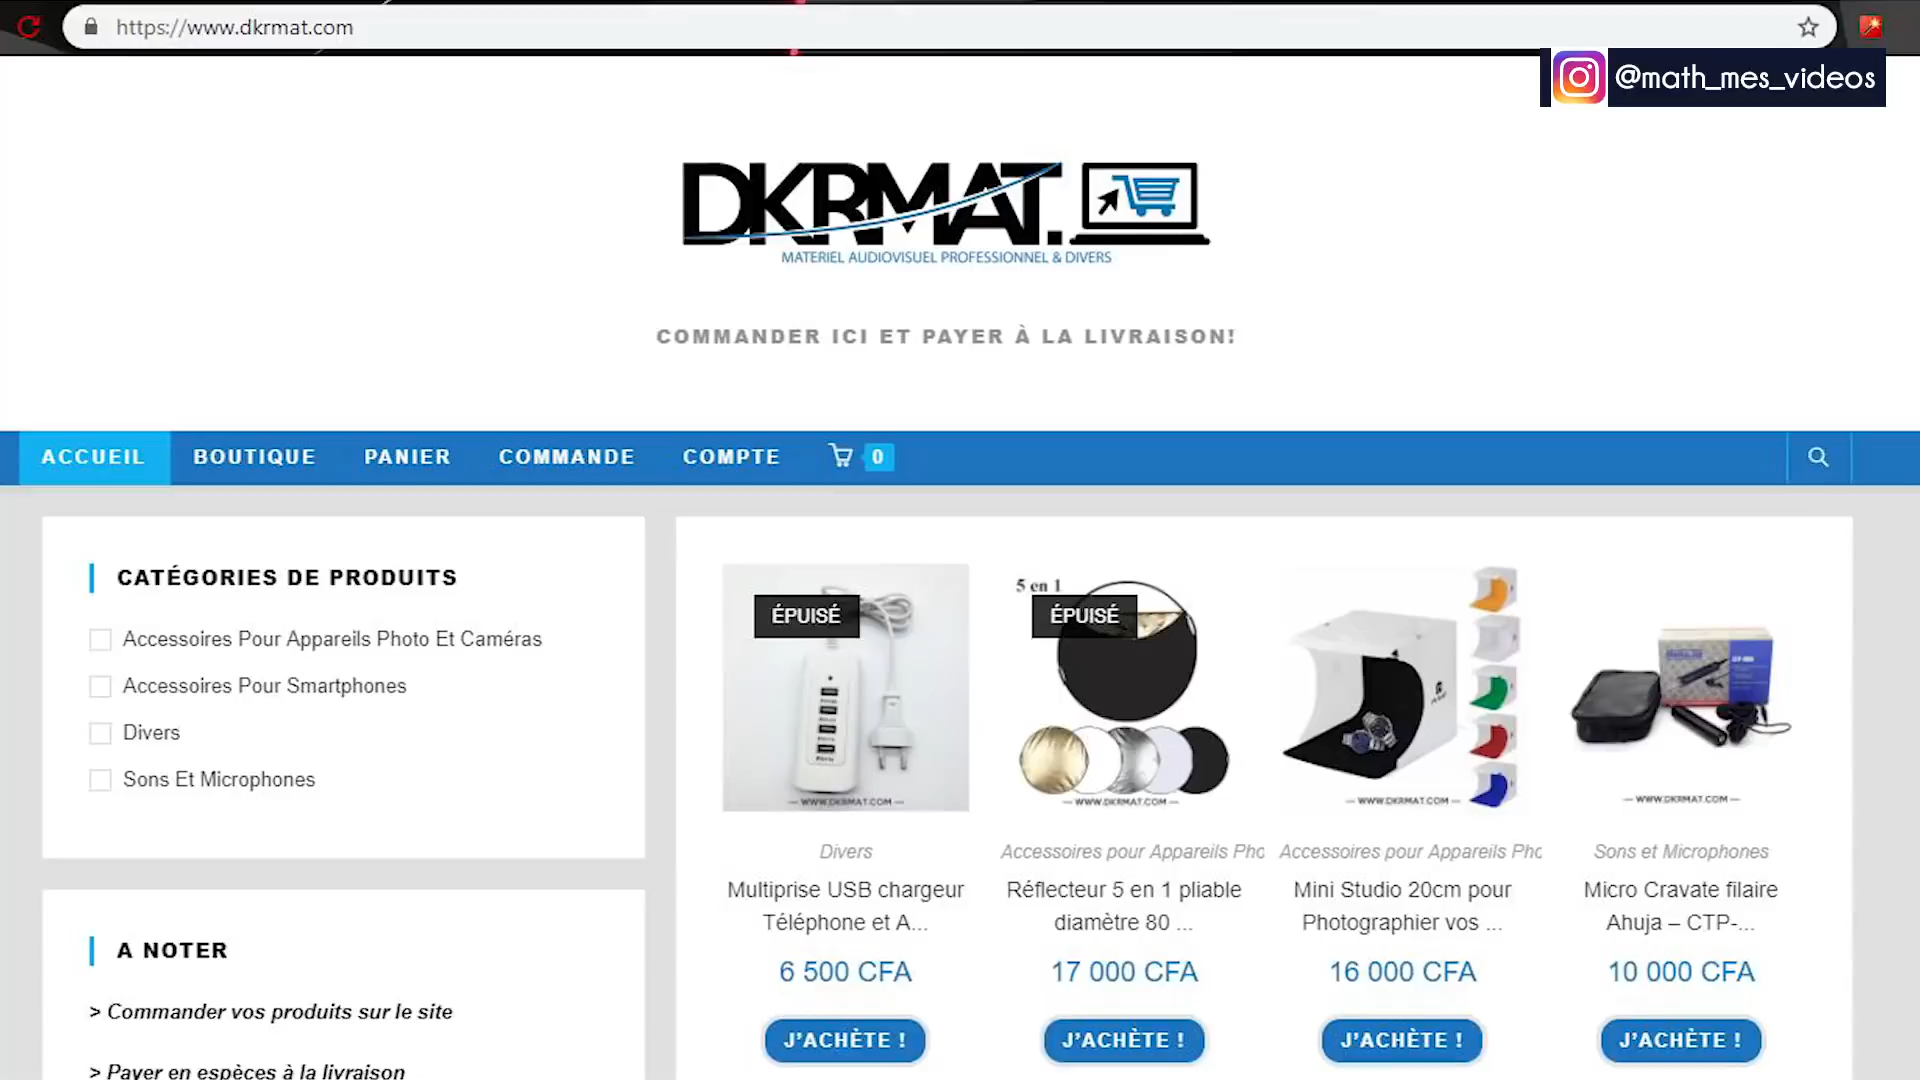 https://www.dkrmat.com
@math_mes_videos
DKRMAT.
MATERIEL AUDIOVISUEL PROFESSIONNEL & DIVERS
COMMANDER ICI ET PAYER À LA LIVRAISON!
ACCUEIL BOUTIQUE PANIER COMMANDE COMPTE 0
CATÉGORIES DE PRODUITS
Accessoires Pour Appareils Photo Et Caméras
Accessoires Pour Smartphones
Divers
Sons Et Microphones
A NOTER
> Commander vos produits sur le site
> Payer en espèces à la livraison
ÉPUISÉ
WWW.DKRMAT.COM
Divers
Multiprise USB chargeur
Téléphone et A...
6 500 CFA
J'ACHÈTE !
5 en 1
ÉPUISÉ
WWW.DKRMAT.COM
Accessoires pour Appareils Pho
Réflecteur 5 en 1 pliable
diamètre 80 ...
17 000 CFA
J'ACHÈTE !
WWW.DKRMAT.COM
Accessoires pour Appareils Pho
Mini Studio 20cm pour
Photographier vos ...
16 000 CFA
J'ACHÈTE !
WWW.DKRMAT.COM
Sons et Microphones
Micro Cravate filaire
Ahuja – CTP-...
10 000 CFA
J'ACHÈTE !